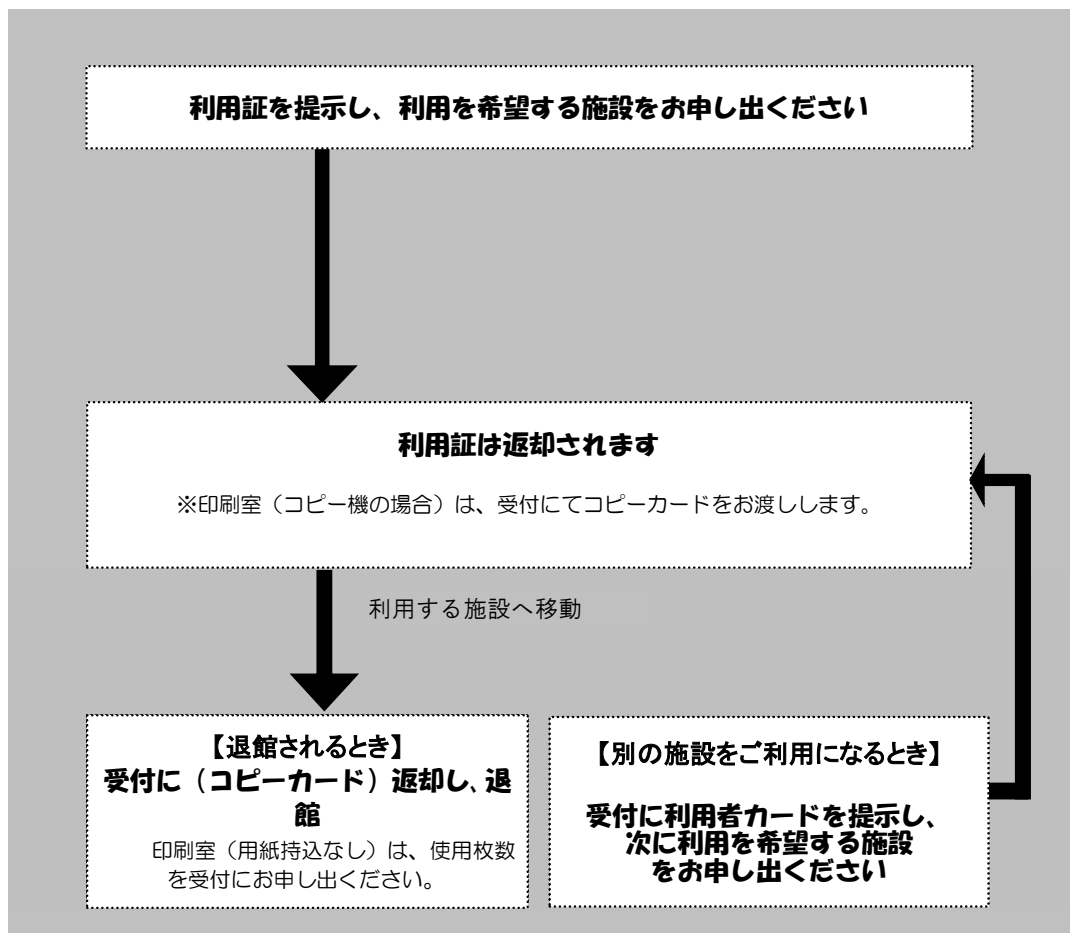 利用証を提示し、利用を希望する施設をお申し出ください
利用証は返却されます
※印刷室（コピー機の場合）は、受付にてコピーカードをお渡しします。
利用する施設へ移動
【退館されるとき】
受付に（コピーカード）返却し、退
館
印刷室（用紙持込なし）は、使用枚数
を受付にお申し出ください。
【別の施設をご利用になるとき】
受付に利用者カードを提示し、
次に利用を希望する施設
をお申し出ください